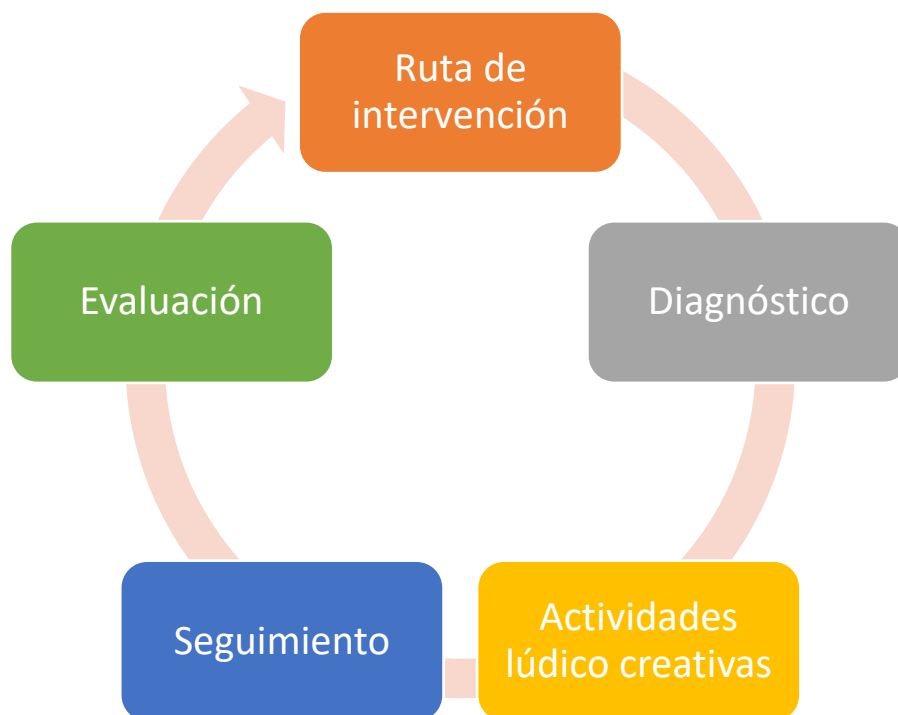 Ruta de
intervención
Diagnóstico
Actividades
lúdico creativas
Seguimiento
Evaluación